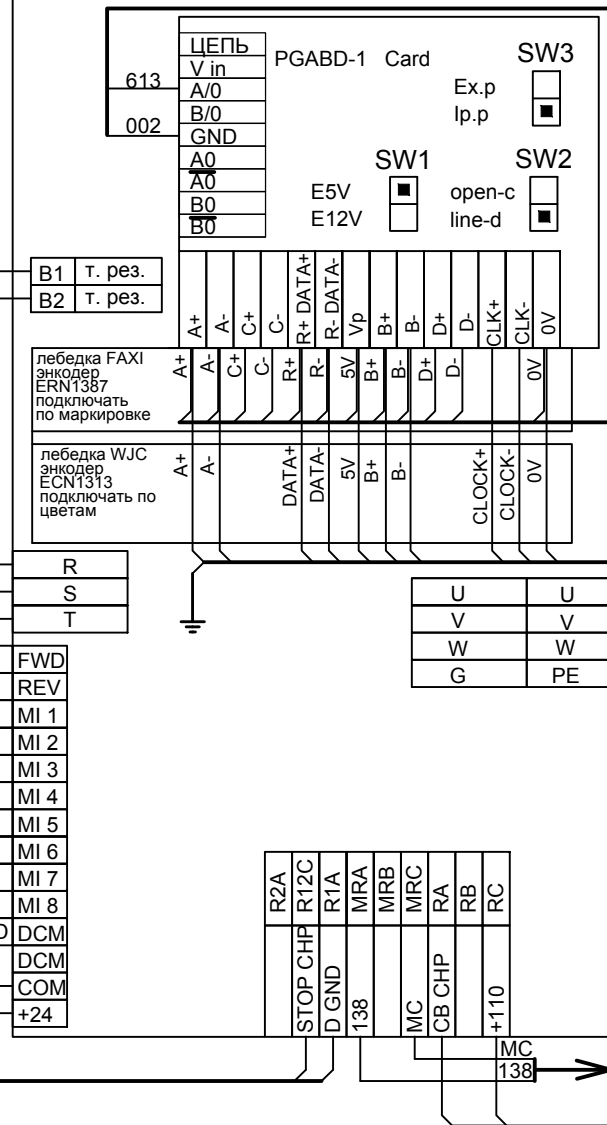 ЦЕПЬ
V in
A/0
B/0
GND
A0
A0
B0
B0
613
002
PGABD-1 Card
SW3
Ex.p
Ip.p
SW1
E5V
E12V
SW2
open-c
line-d
B1 т. рез.
B2 т. рез.
A+ A- C+ C- R+ DATA+ R- DATA- Vp B+ B- D+ D- CLK+ CLK- 0V
лебедка FAXI
энкодер
ERN1387
подключать
по маркировке
A+ A- C+ C- R+ R- 5V B+ B- D+ D- 0V
лебедка WJC
энкодер
ECN1313
подключать по
цветам
A+ A- DATA+ DATA- 5V B+ B- CLOCK+ CLOCK- 0V
R
S
T
U U
V V
W W
G PE
FWD
REV
MI 1
MI 2
MI 3
MI 4
MI 5
MI 6
MI 7
MI 8
DCM
DCM
COM
+24
R2A R12C R1A MRA MRB MRC RA RB RC
STOP CHP D GND 138 MC CB CHP +110
MC
138